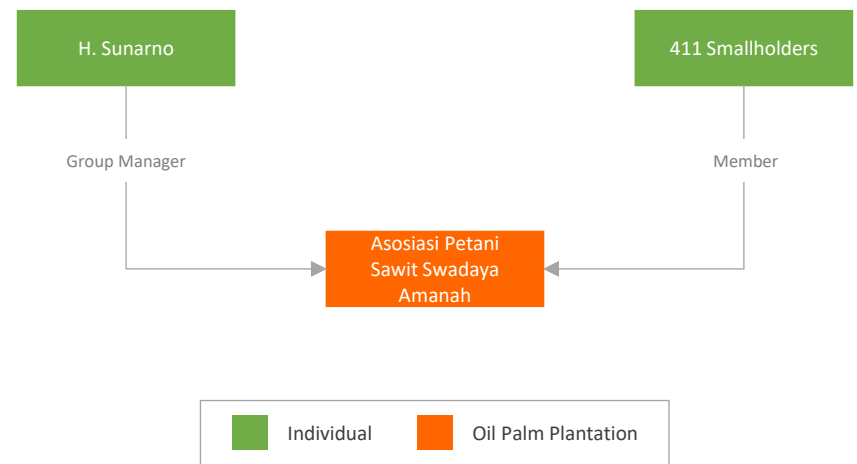 H. Sunarno
411 Smallholders
Group Manager
Member
Asosiasi Petani
Sawit Swadaya
Amanah
Individual
Oil Palm Plantation